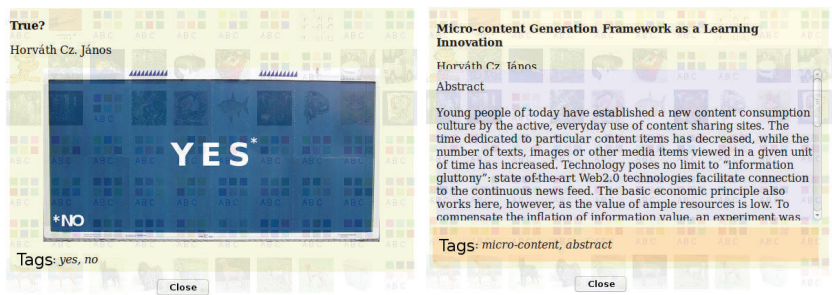 True?
Horváth Cz. János
YES*
*NO
Tags: yes, no
Close
Micro-content Generation Framework as a Learning
Innovation
Horváth Cz. János
Abstract
Young people of today have established a new content consumption
culture by the active, everyday use of content sharing sites. The
time dedicated to particular content items has decreased, while the
number of texts, images or other media items viewed in a given unit
of time has increased. Technology poses no limit to “information
gluttony”: state of-the-art Web2.0 technologies facilitate connection
to the continuous news feed. The basic economic principle also
works here, however, as the value of ample resources is low. To
compensate the inflation of information value, an experiment was
Tags: micro-content, abstract
Close